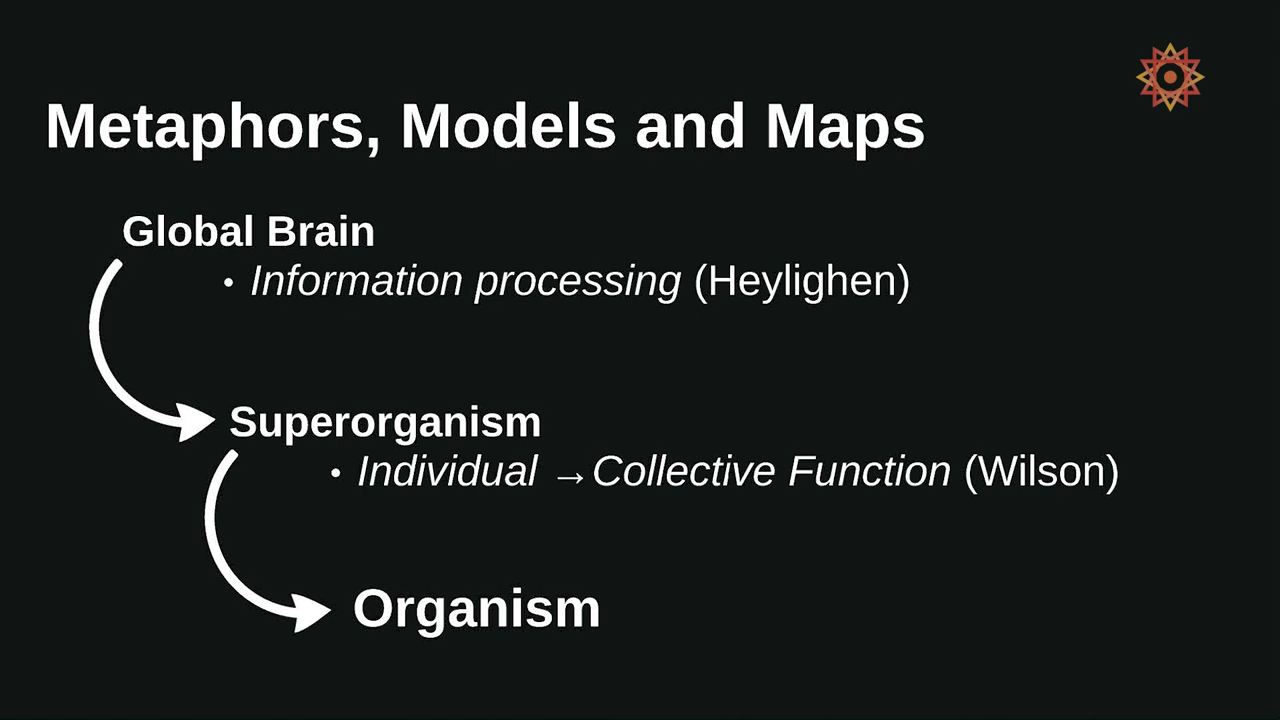 Metaphors, Models and Maps
Global Brain
• Information processing (Heylighen)
Superorganism
• Individual →Collective Function (Wilson)
Organism